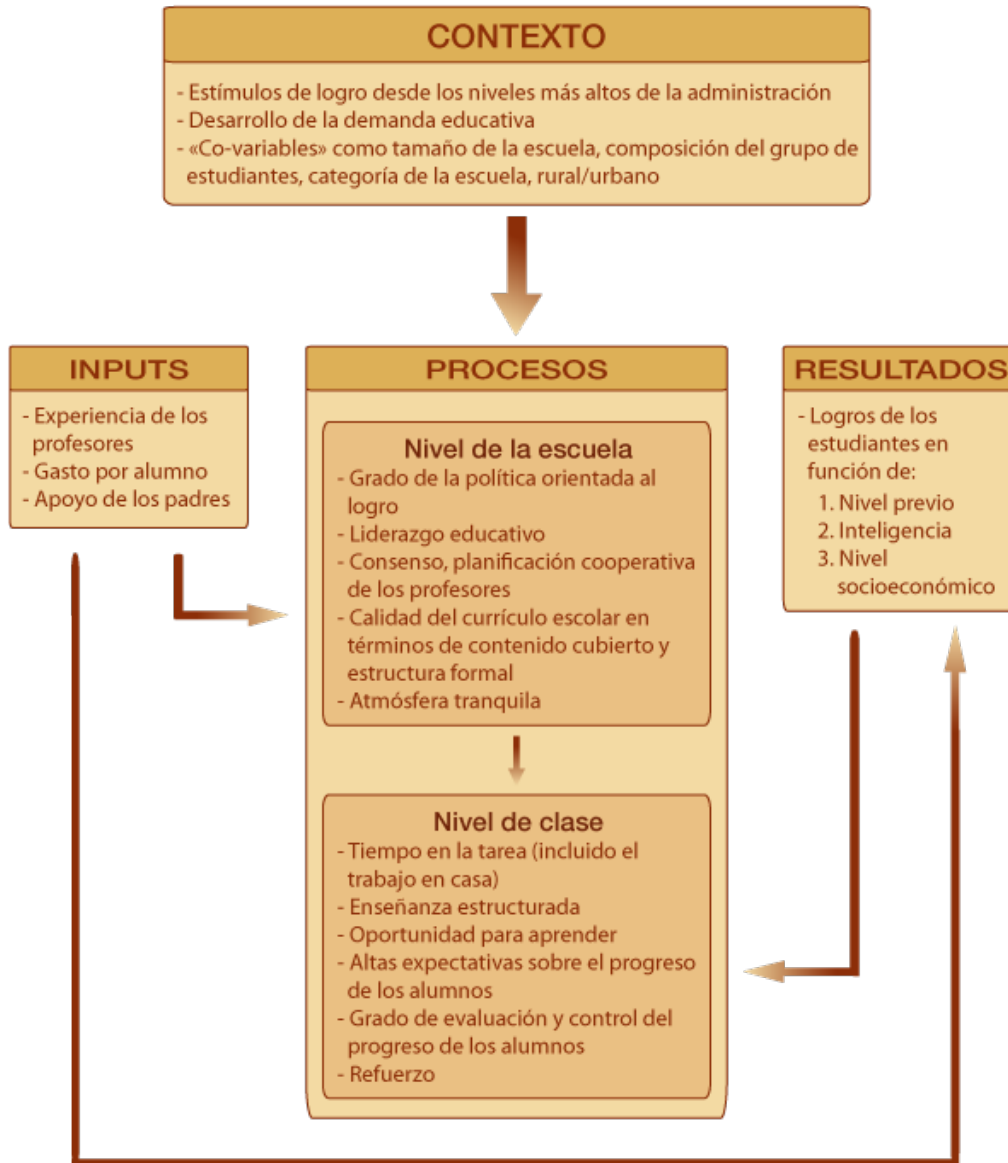 CONTEXTO
- Estímulos de logro desde los niveles más altos de la administración
- Desarrollo de la demanda educativa
- «Co-variables» como tamaño de la escuela, composición del grupo de
estudiantes, categoría de la escuela, rural/urbano
INPUTS
- Experiencia de los
profesores
- Gasto por alumno
- Apoyo de los padres
PROCESOS
Nivel de la escuela
- Grado de la política orientada al
logro
- Liderazgo educativo
- Consenso, planificación cooperativa
de los profesores
- Calidad del currículo escolar en
términos de contenido cubierto y
estructura formal
- Atmósfera tranquila
Nivel de clase
- Tiempo en la tarea (incluido el
trabajo en casa)
- Enseñanza estructurada
- Oportunidad para aprender
- Altas expectativas sobre el progreso
de los alumnos
- Grado de evaluación y control del
progreso de los alumnos
- Refuerzo
RESULTADOS
- Logros de los
estudiantes en
función de:
1. Nivel previo
2. Inteligencia
3. Nivel
socioeconómico